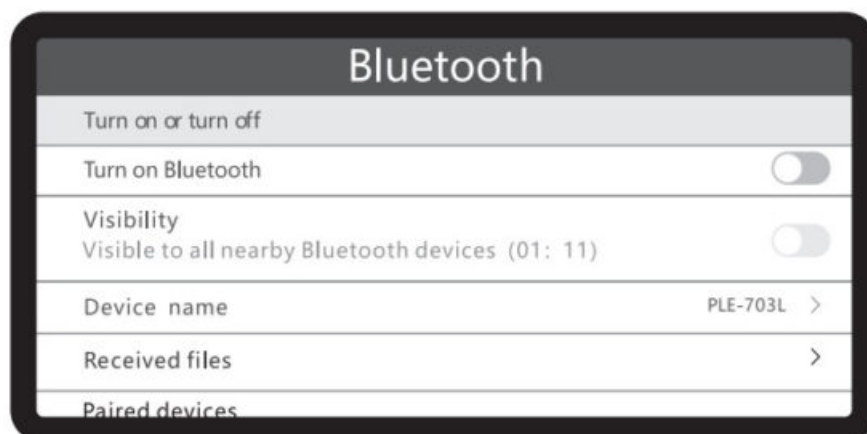 Bluetooth
Turn on or turn off
Turn on Bluetooth
Visibility
Visible to all nearby Bluetooth devices (01: 11)
Device name PLE-703L >
Received files >
Paired devices